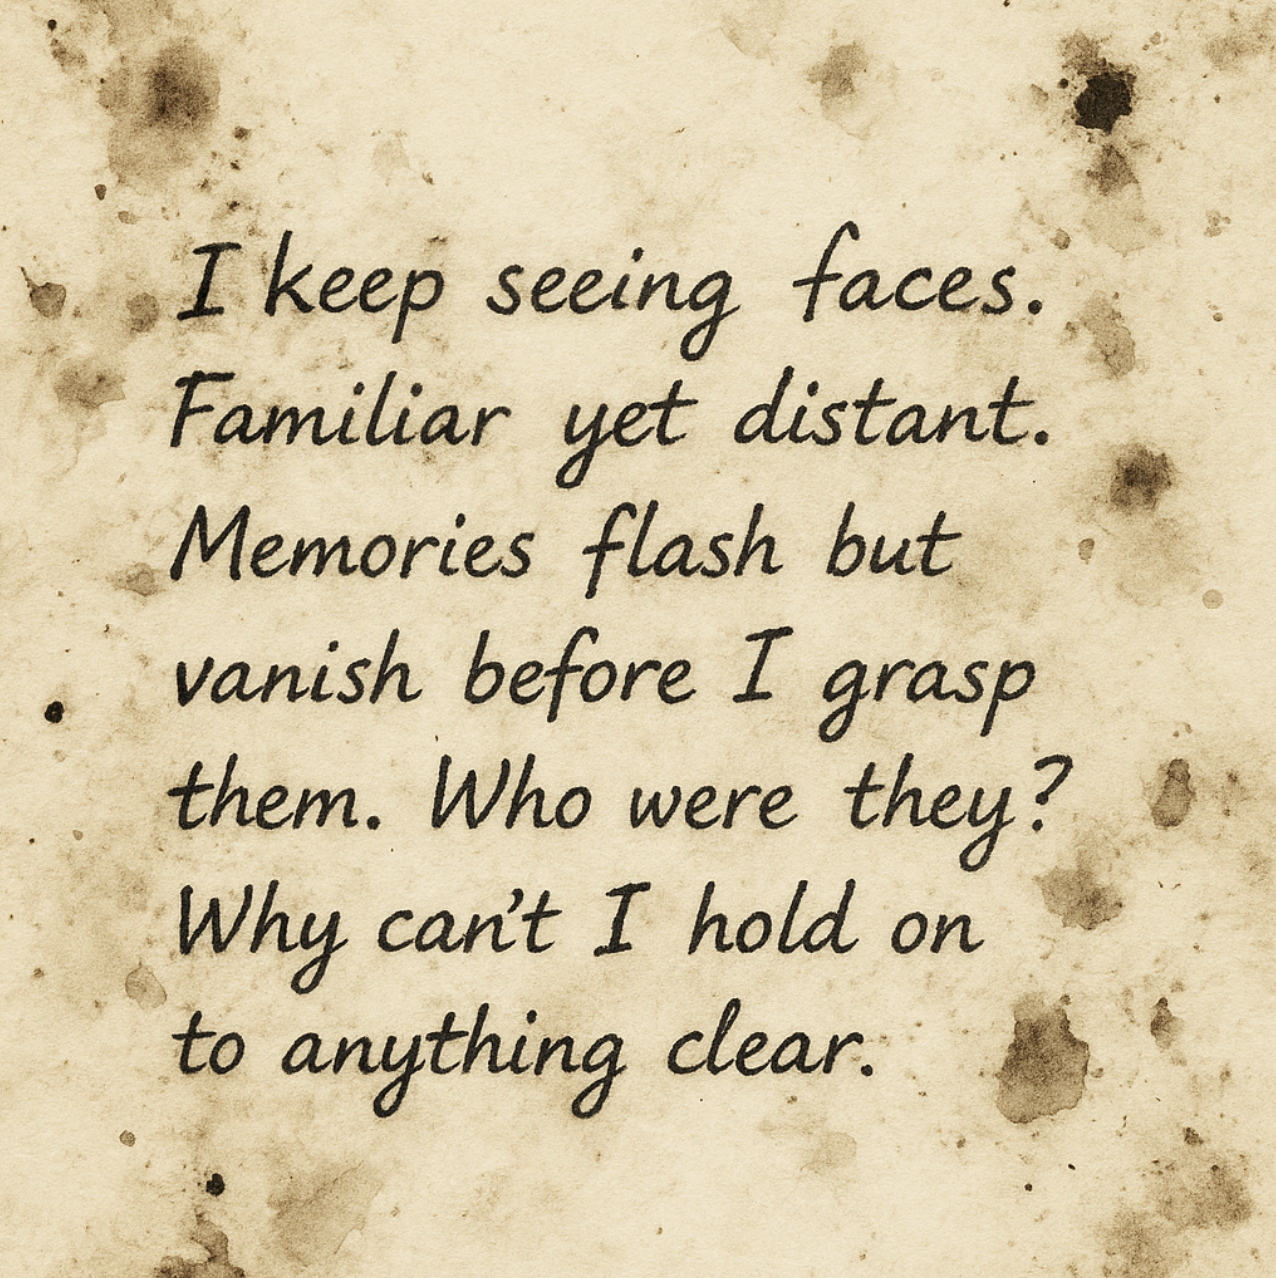 I keep seeing faces.
Familiar yet distant.
Memories flash but
vanish before I grasp
them. Who were they?
Why can't I hold on
to anything clear.